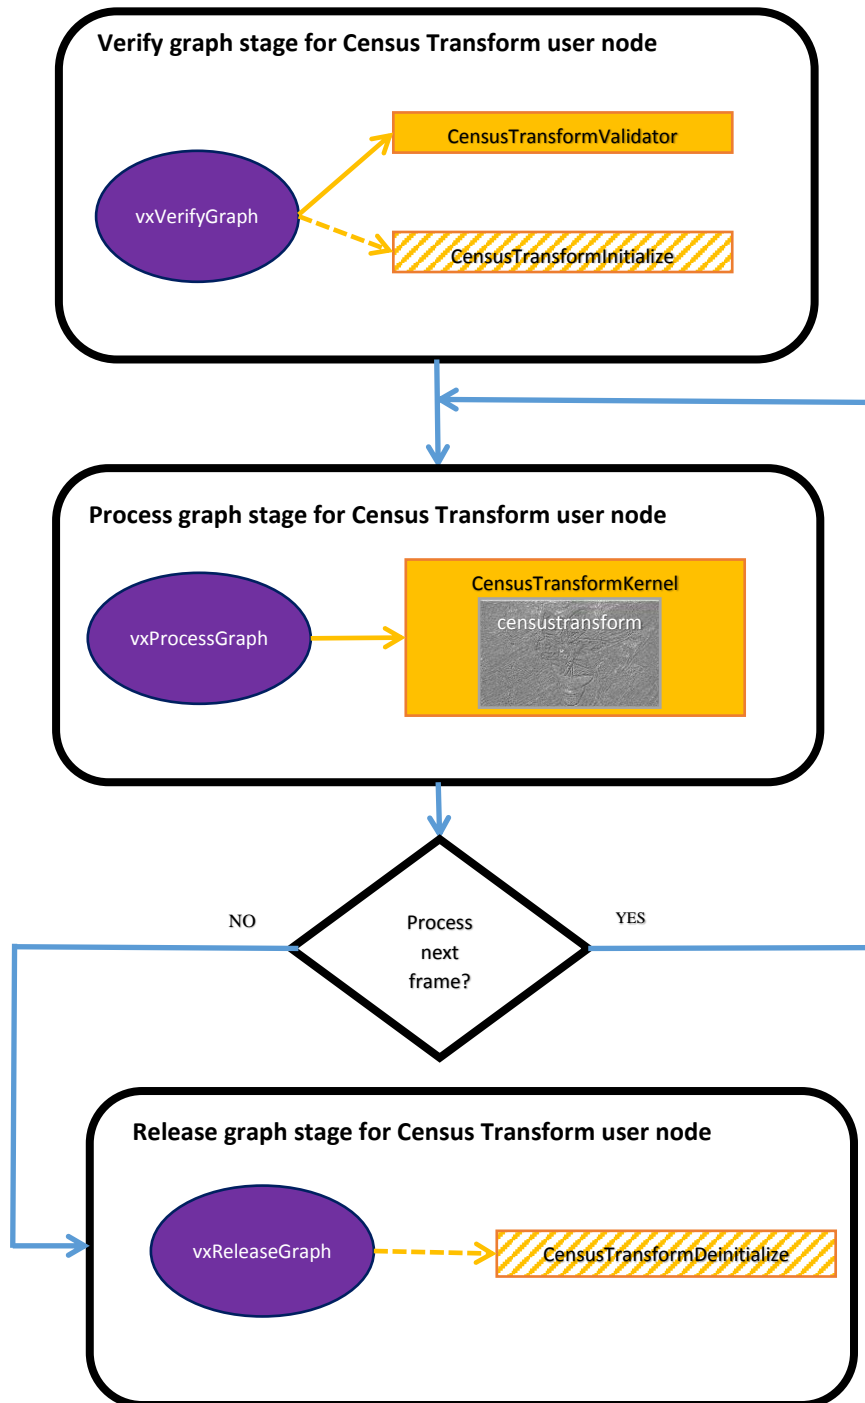 Verify graph stage for Census Transform user node
CensusTransformValidator
vxVerifyGraph
CensusTransformInitialize
Process graph stage for Census Transform user node
CensusTransformKernel
censustransform
vxProcessGraph
NO
YES
Process
next
frame?
Release graph stage for Census Transform user node
vxReleaseGraph
CensusTransformDeinitialize